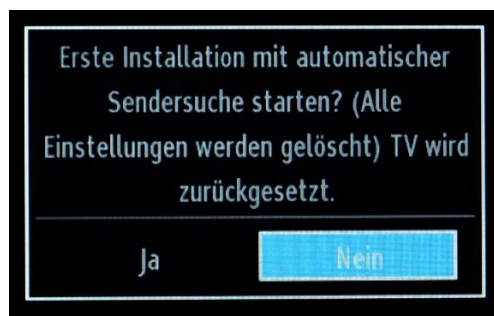 Erste Installation mit automatischer
Sendersuche starten? (Alle
Einstellungen werden gelöscht) TV wird
zurückgesetzt.
Ja
Nein